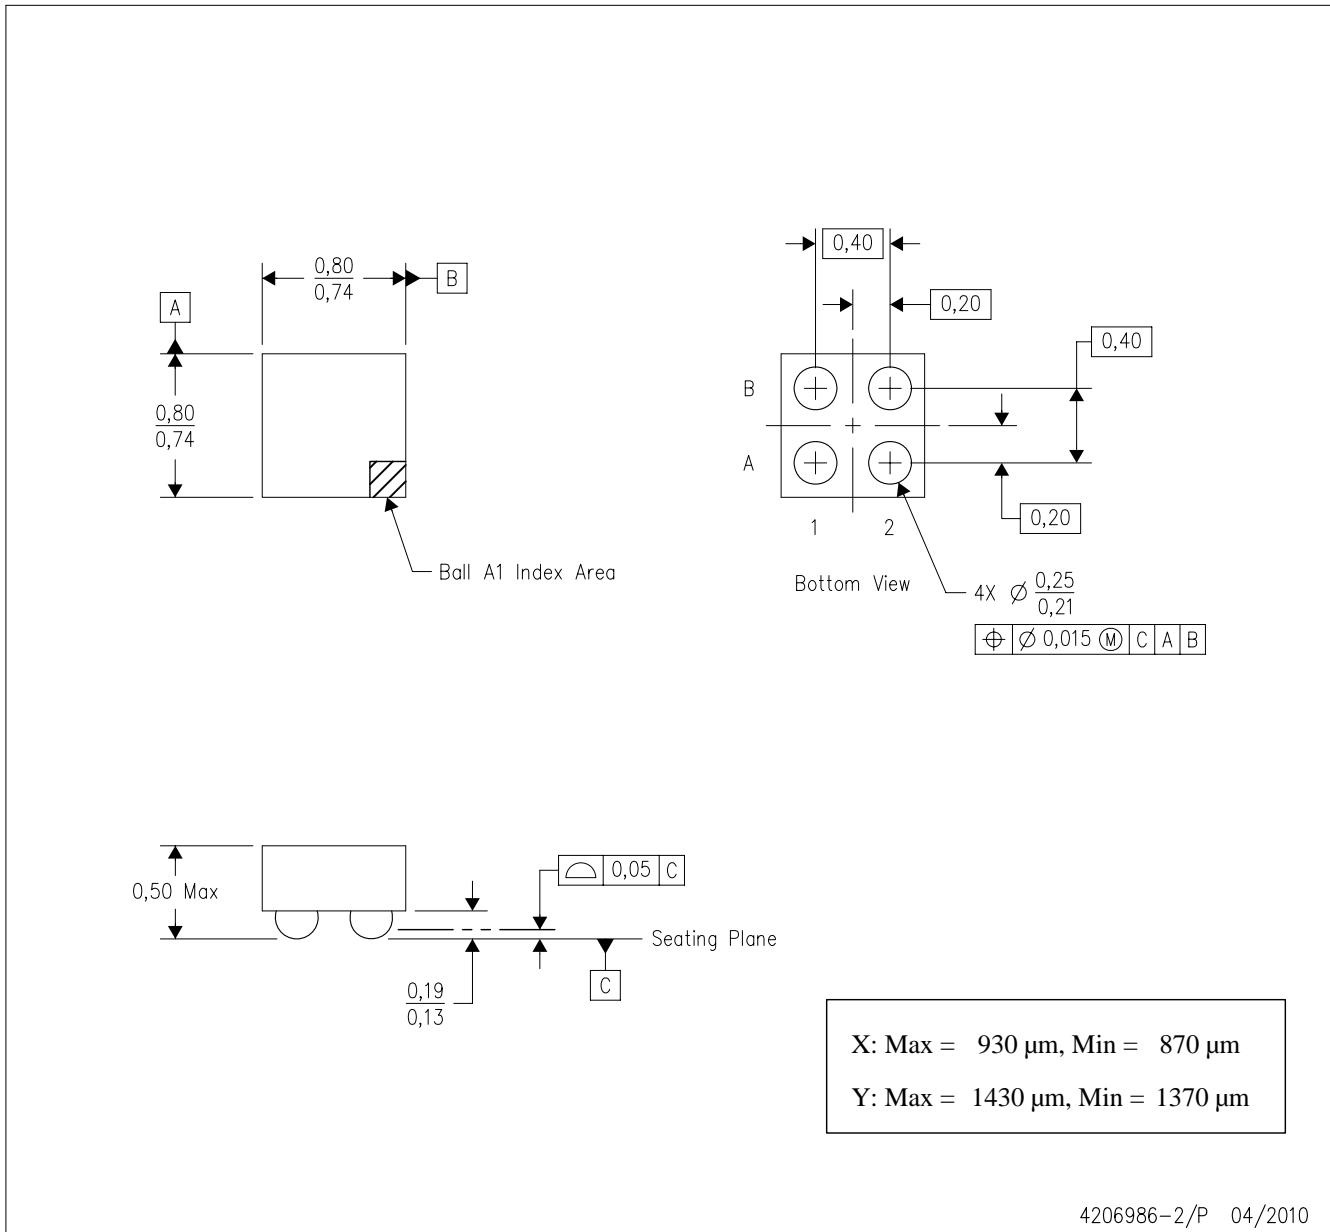 0,40
0,80
0,74
B
0,20
A
0,40
0,80
0,74
B
A
0,20
1 2
Ball A1 Index Area
Bottom View
4X Ø 0,25
0,21
⌖ Ø 0,015 Ⓜ C A B
⌓ 0,05 C
0,50 Max
Seating Plane
0,19
0,13
C
X: Max = 930 µm, Min = 870 µm
Y: Max = 1430 µm, Min = 1370 µm
4206986-2/P 04/2010